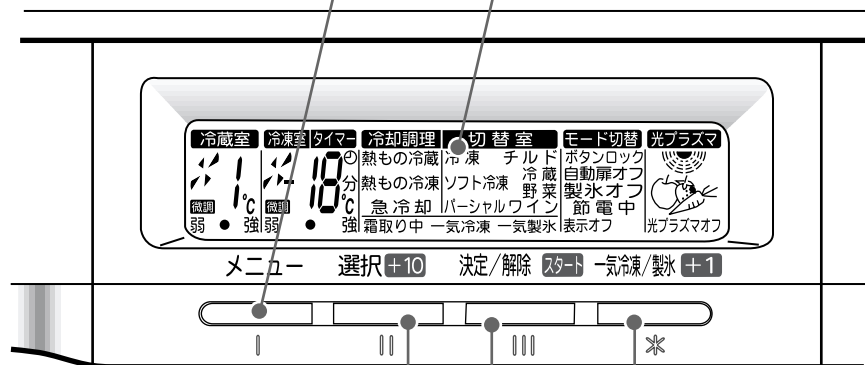 冷蔵室 冷凍室 タイマー 冷却調理 切替室 モード切替 光プラズマ
熱もの冷蔵 冷凍 チルド ボタンロック
1 -18 熱もの冷凍 ソフト冷凍 冷蔵 自動扉オフ
分 野菜 製氷オフ
微調 ℃ 微調 ℃ 急冷却 パーシャル ワイン 節電中
弱 ● 強 弱 ● 強 霜取り中 一気冷凍 一気製氷 表示オフ 光プラズマオフ
メニュー 選択 +10 決定/解除 スタート 一気冷凍/製氷 +1
I II III *